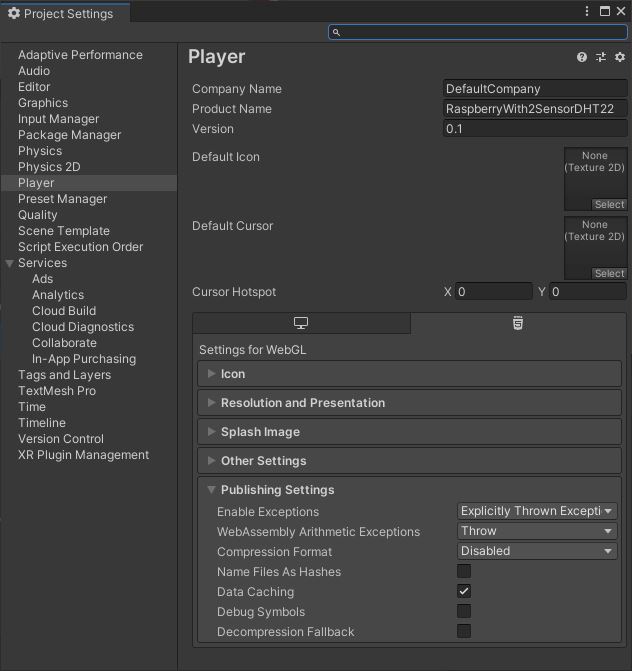 Project Settings
Adaptive Performance
Audio
Editor
Graphics
Input Manager
Package Manager
Physics
Physics 2D
Player
Preset Manager
Quality
Scene Template
Script Execution Order
Services
Ads
Analytics
Cloud Build
Cloud Diagnostics
Collaborate
In-App Purchasing
Tags and Layers
TextMesh Pro
Time
Timeline
Version Control
XR Plugin Management
Player
Company Name DefaultCompany
Product Name RaspberryWith2SensorDHT22
Version 0.1
Default Icon None
(Texture 2D)
Select
Default Cursor None
(Texture 2D)
Select
Cursor Hotspot X 0 Y 0
Settings for WebGL
Icon
Resolution and Presentation
Splash Image
Other Settings
Publishing Settings
Enable Exceptions Explicitly Thrown Excepti
WebAssembly Arithmetic Exceptions Throw
Compression Format Disabled
Name Files As Hashes
Data Caching
Debug Symbols
Decompression Fallback